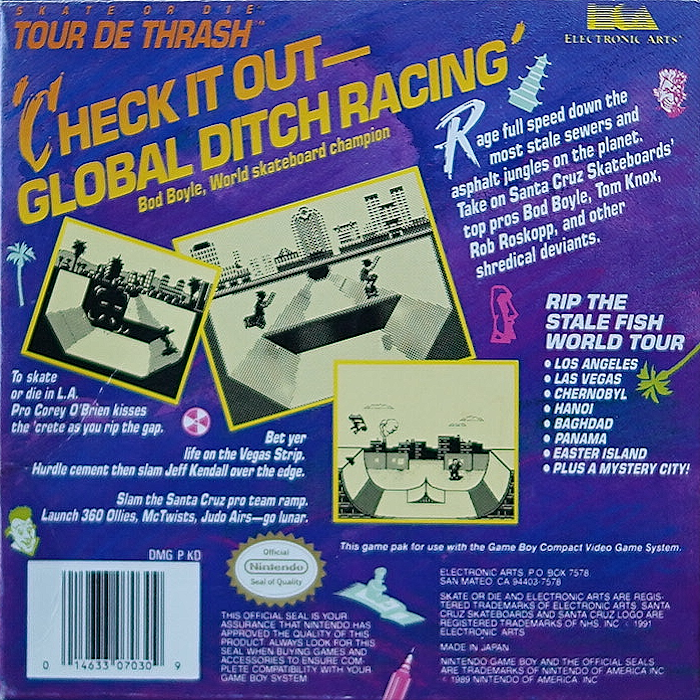 SKATE OR DIE
TOUR DE THRASH™
ELECTRONIC ARTS®
'CHECK IT OUT—
GLOBAL DITCH RACING'
Bod Boyle, World skateboard champion
Rage full speed down the
most stale sewers and
asphalt jungles on the planet.
Take on Santa Cruz Skateboards'
top pros Bod Boyle, Tom Knox,
Rob Roskopp, and other
shredical deviants.
RIP THE
STALE FISH
WORLD TOUR
• LOS ANGELES
• LAS VEGAS
• CHERNOBYL
• HANOI
• BAGHDAD
• PANAMA
• EASTER ISLAND
• PLUS A MYSTERY CITY!
To skate
or die in L.A.
Pro Corey O'Brien kisses
the 'crete as you rip the gap.
Bet yer
life on the Vegas Strip.
Hurdle cement then slam Jeff Kendall over the edge.
Slam the Santa Cruz pro team ramp.
Launch 360 Ollies, McTwists, Judo Airs—go lunar.
DMG P KD
0 14633 07030 9
Official
Nintendo
Seal of Quality
THIS OFFICIAL SEAL IS YOUR
ASSURANCE THAT NINTENDO HAS
APPROVED THE QUALITY OF THIS
PRODUCT. ALWAYS LOOK FOR THIS
SEAL WHEN BUYING GAMES AND
ACCESSORIES TO ENSURE COM-
PLETE COMPATIBILITY WITH YOUR
GAME BOY SYSTEM
This game pak for use with the Game Boy Compact Video Game System.
ELECTRONIC ARTS P.O. BOX 7578
SAN MATEO, CA 94403-7578
SKATE OR DIE AND ELECTRONIC ARTS ARE REGIS-
TERED TRADEMARKS OF ELECTRONIC ARTS. SANTA
CRUZ SKATEBOARDS AND SANTA CRUZ LOGO ARE
REGISTERED TRADEMARKS OF NHS INC. © 1991
ELECTRONIC ARTS
MADE IN JAPAN
NINTENDO GAME BOY AND THE OFFICIAL SEALS
ARE TRADEMARKS OF NINTENDO OF AMERICA INC
© 1989 NINTENDO OF AMERICA, INC